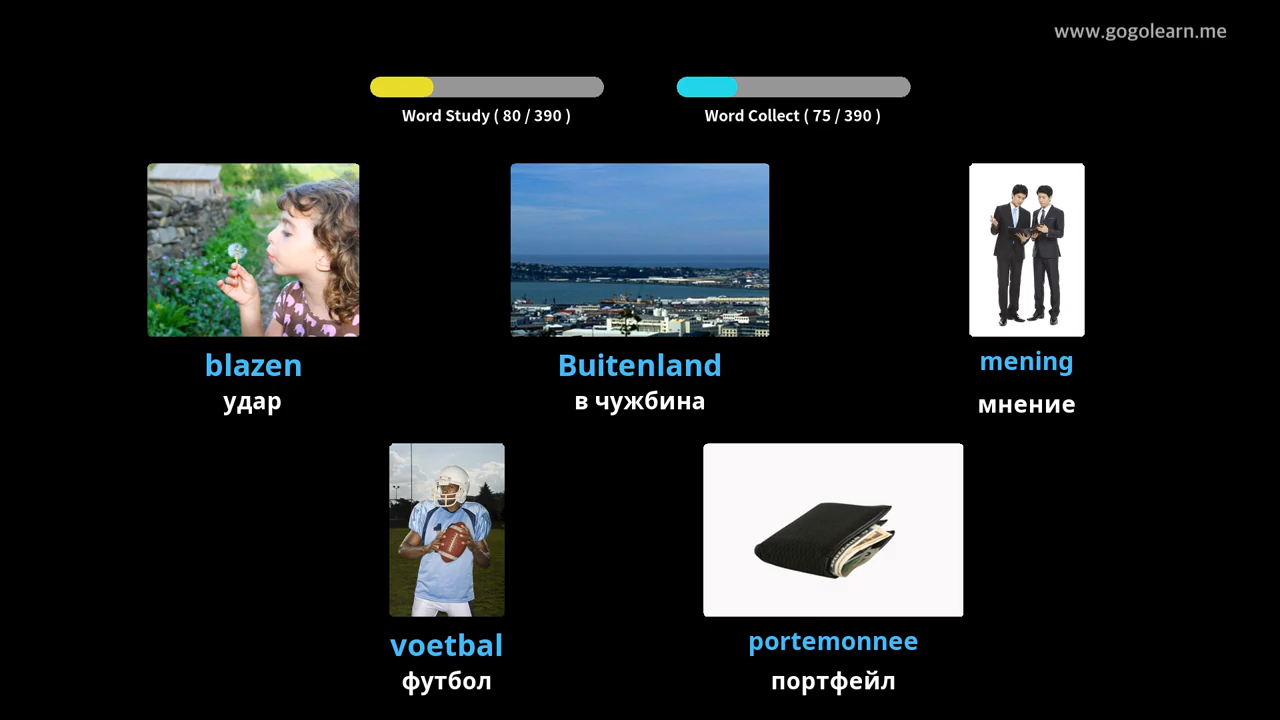 www.gogolearn.me
Word Study ( 80 / 390 )
Word Collect ( 75 / 390 )
blazen
удар
Buitenland
в чужбина
mening
мнение
voetbal
футбол
portemonnee
портфейл